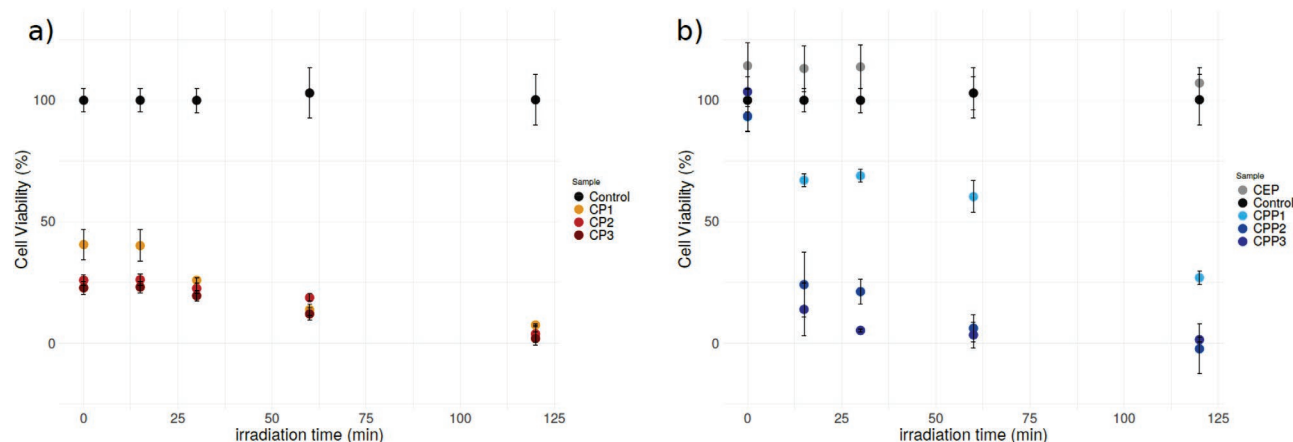 a)
Cell Viability (%)
100
50
0
0
25
50
75
100
125
irradiation time (min)
Sample
Control
CP1
CP2
CP3
b)
Cell Viability (%)
100
50
0
0
25
50
75
100
125
irradiation time (min)
Sample
CEP
Control
CPP1
CPP2
CPP3